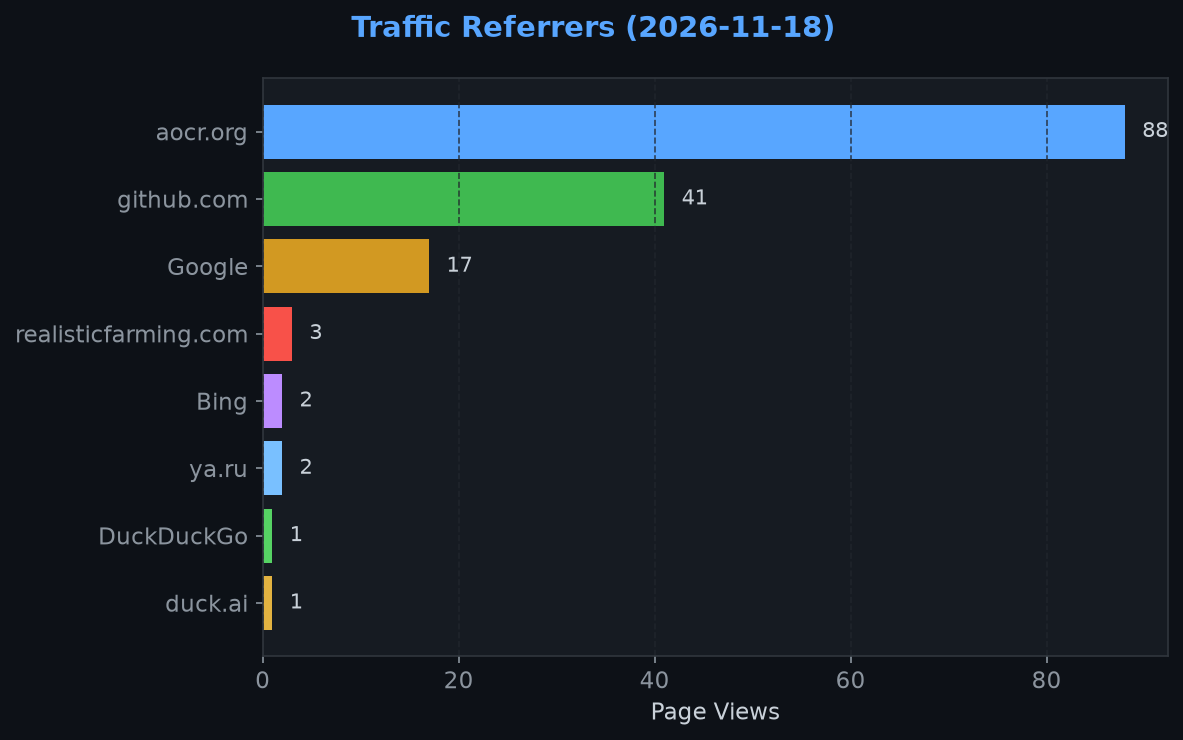 Traffic Referrers (2026-11-18)
aocr.org 88
github.com 41
Google 17
realisticfarming.com 3
Bing 2
ya.ru 2
DuckDuckGo 1
duck.ai 1
0 20 40 60 80
Page Views